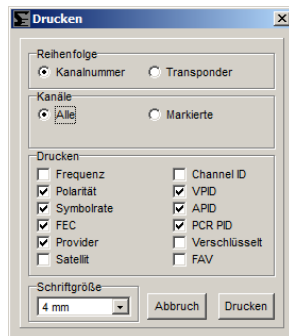 Drucken
Reihenfolge
Kanalnummer Transponder
Kanäle
Alle Markierte
Drucken
Frequenz Channel ID
Polarität VPID
Symbolrate APID
FEC PCR PID
Provider Verschlüsselt
Satellit FAV
Schriftgröße
4 mm Abbruch Drucken